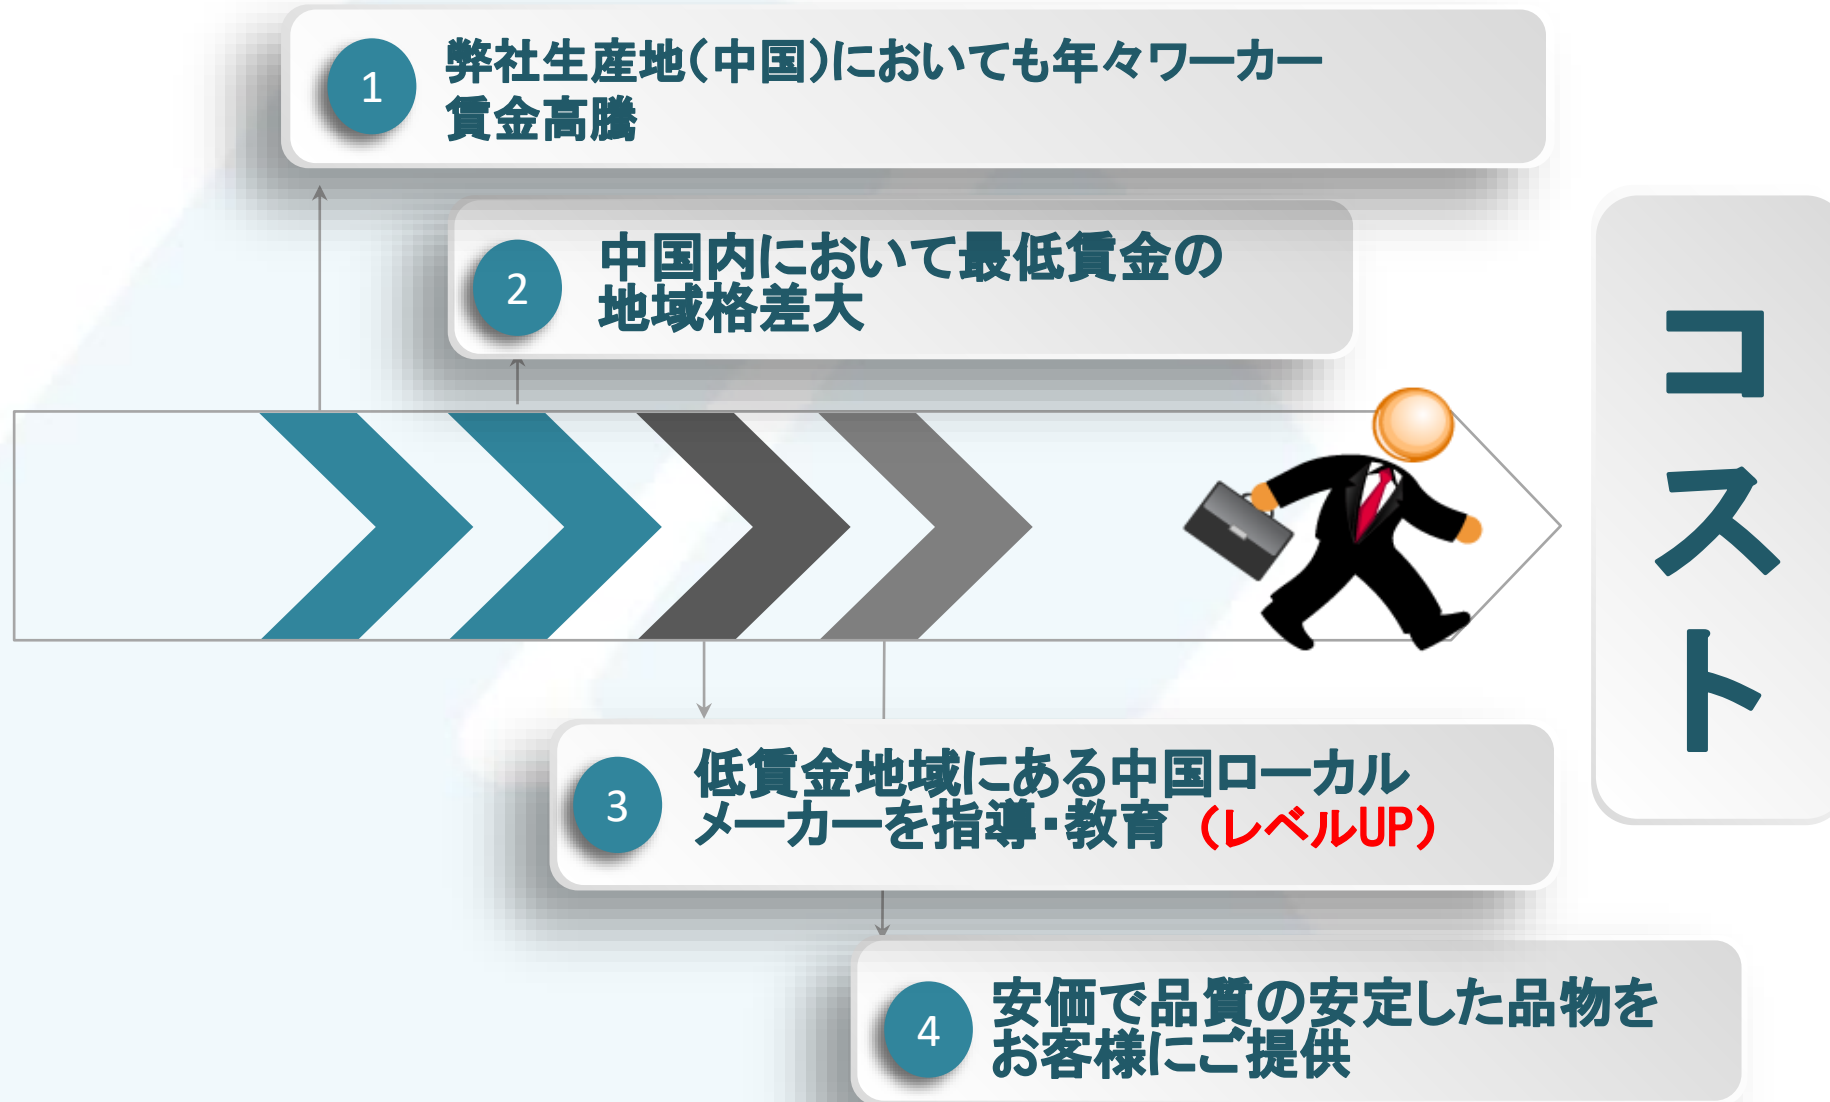 1
弊社生産地（中国）においても年々ワーカー
賃金高騰
2
中国内において最低賃金の
地域格差大
コスト
3
低賃金地域にある中国ローカル
メーカーを指導・教育 （レベルUP）
4
安価で品質の安定した品物を
お客様にご提供